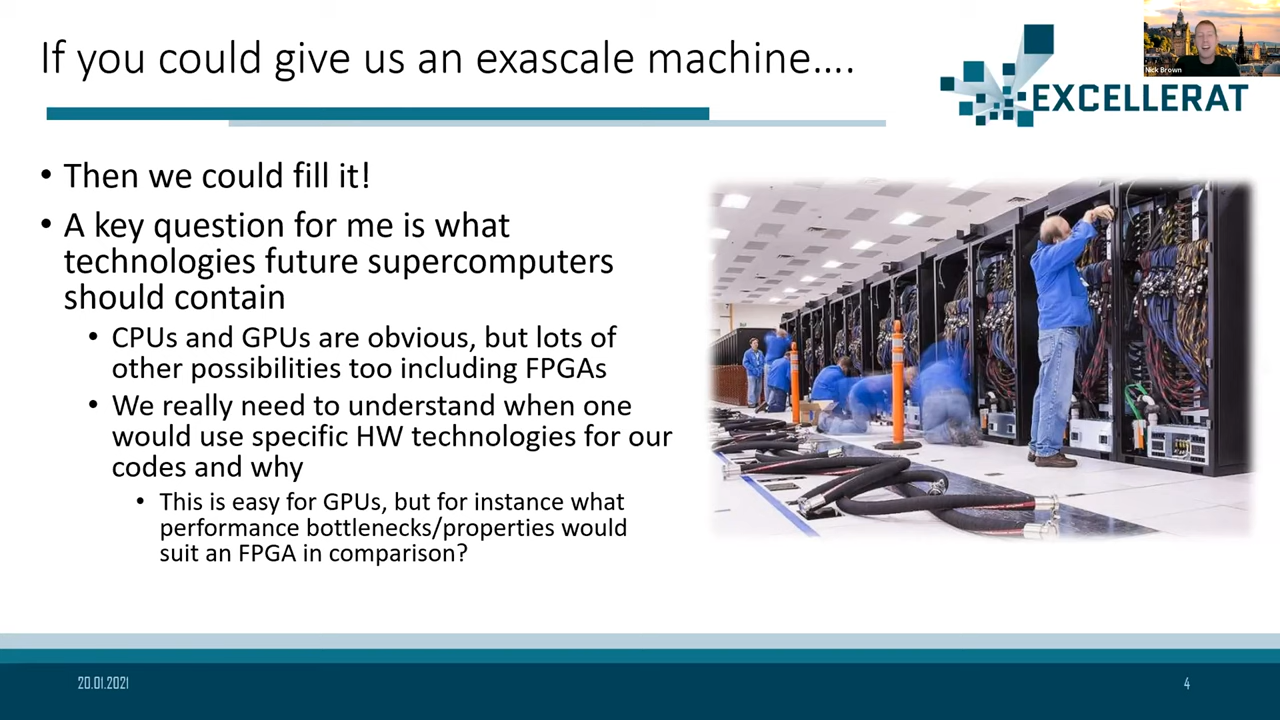 If you could give us an exascale machine....
Nick Brown
EXCELLERAT
• Then we could fill it!
• A key question for me is what
technologies future supercomputers
should contain
• CPUs and GPUs are obvious, but lots of
other possibilities too including FPGAs
• We really need to understand when one
would use specific HW technologies for our
codes and why
• This is easy for GPUs, but for instance what
performance bottlenecks/properties would
suit an FPGA in comparison?
20.01.2021
4